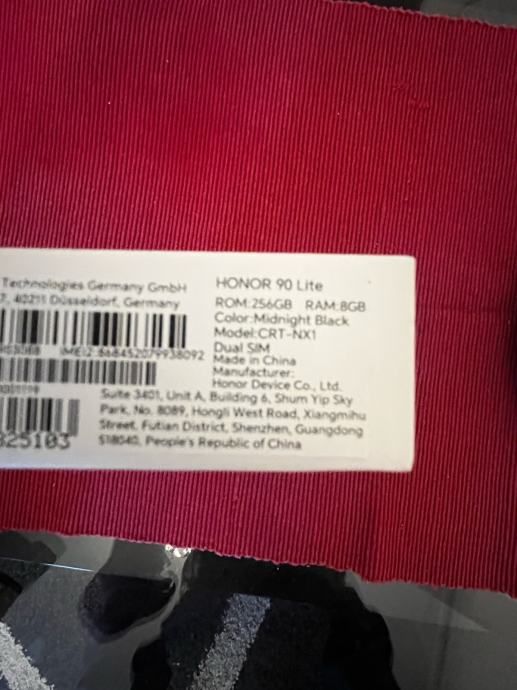 Technologies Germany GmbH
7, 40211 Düsseldorf, Germany
HONOR 90 Lite
ROM:256GB RAM:8GB
Color:Midnight Black
Model:CRT-NX1
Dual SIM
Made in China
Manufacturer:
Honor Device Co., Ltd.
IMEI2:868452079938092
Suite 3401, Unit A, Building 6, Shum Yip Sky
Park, No. 8089, Hongli West Road, Xiangmihu
Street, Futian District, Shenzhen, Guangdong
518040, People's Republic of China
825103